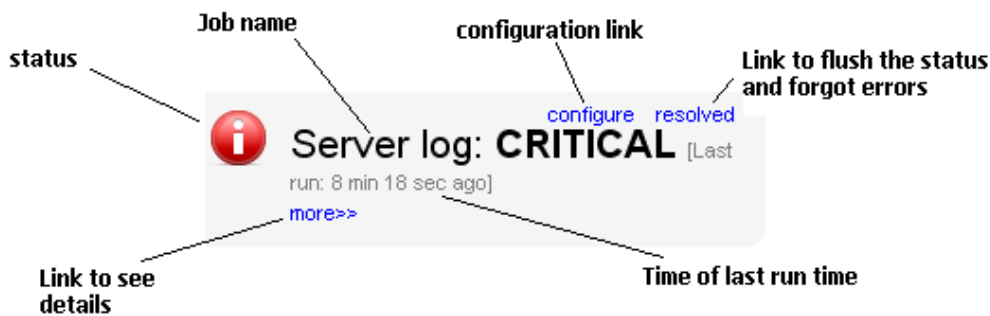 Job name
configuration link
status
Link to flush the status
and forgot errors
configure resolved
Server log: CRITICAL [Last
run: 8 min 18 sec ago]
more>>
Link to see
details
Time of last run time